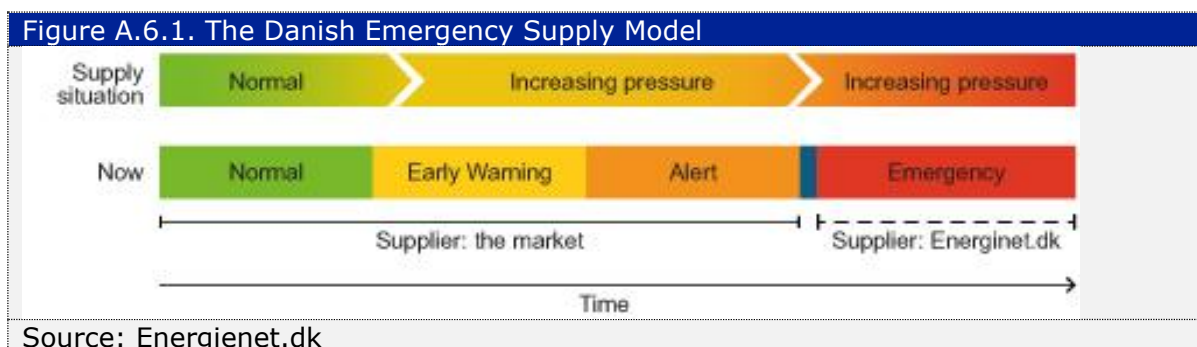 Figure A.6.1. The Danish Emergency Supply Model
Supply
situation
Normal
Increasing pressure
Increasing pressure
Now
Normal
Early Warning
Alert
Emergency
Supplier: the market
Supplier: Energinet.dk
Time
Source: Energienet.dk